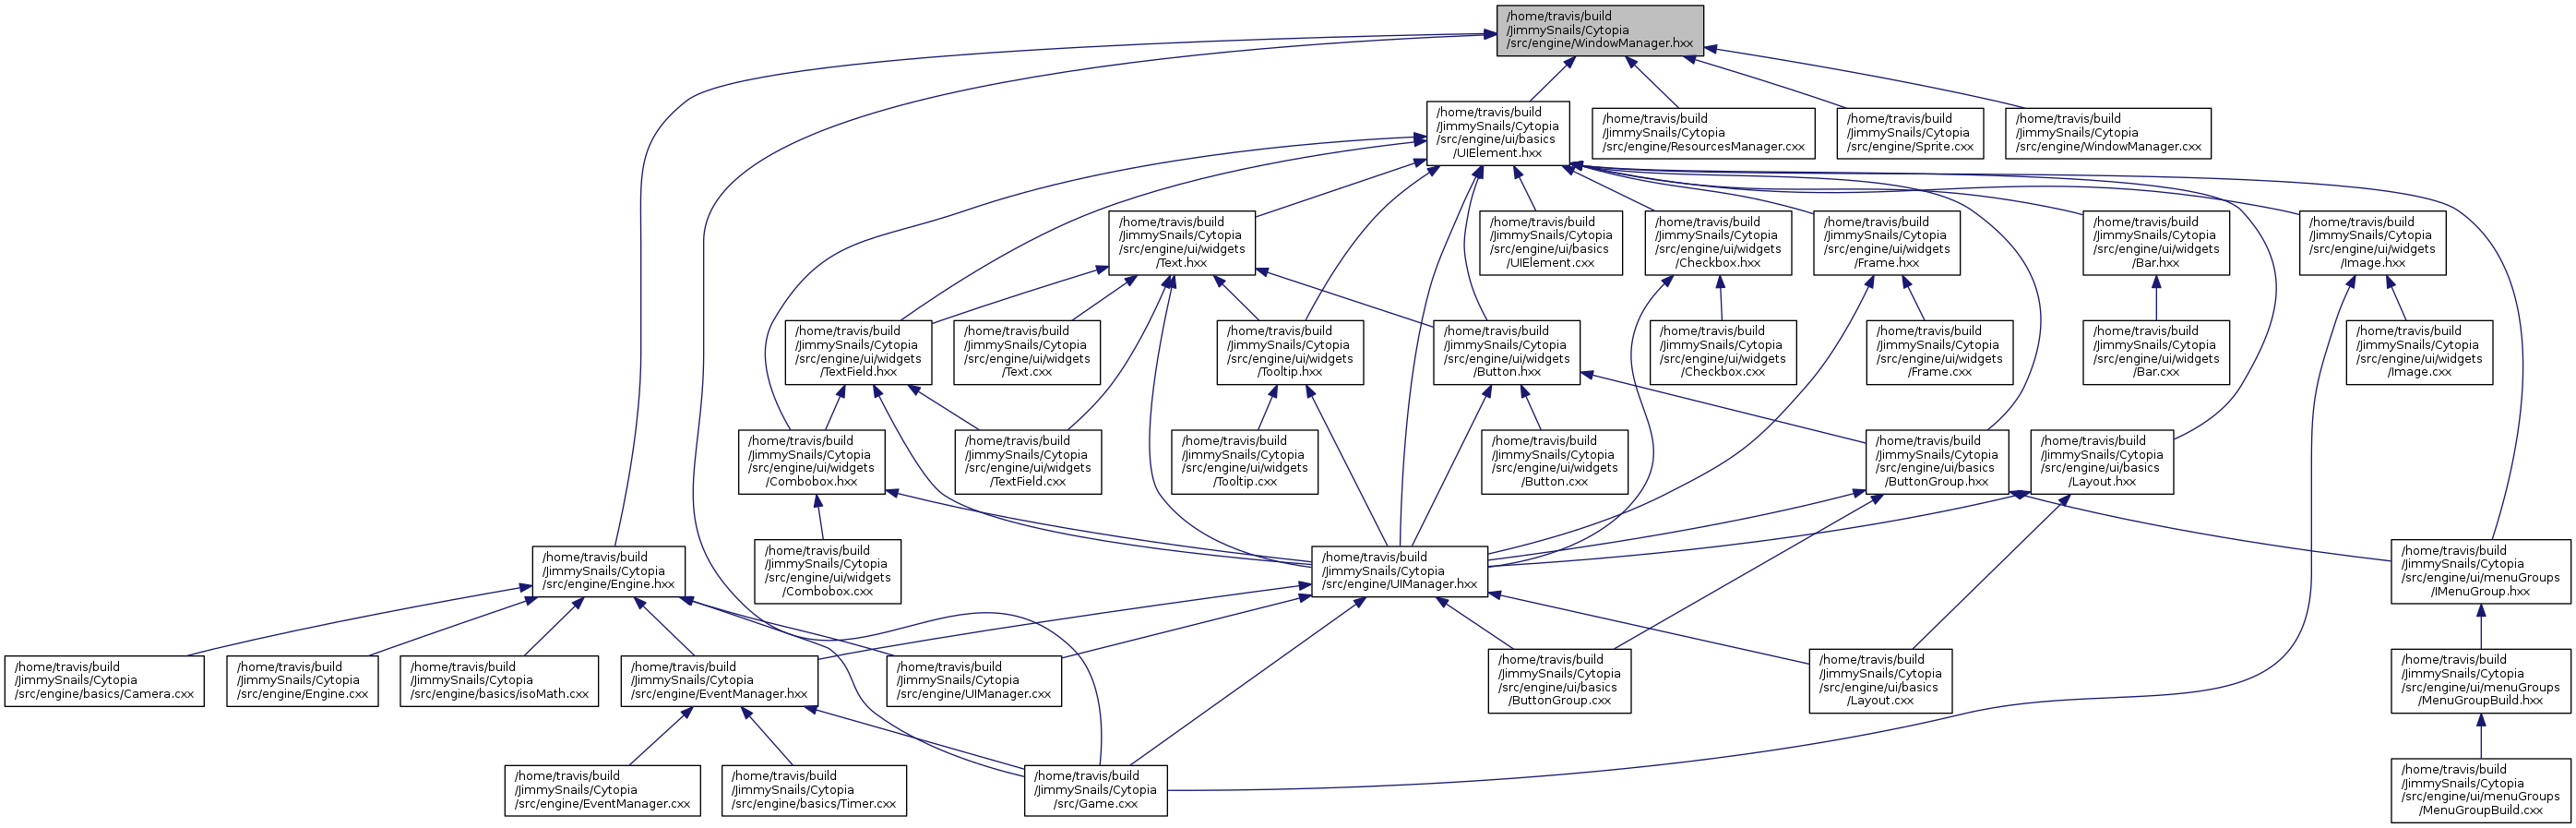 /home/travis/build
/JimmySnails/Cytopia
/src/engine/WindowManager.hxx
/home/travis/build
/JimmySnails/Cytopia
/src/engine/ui/basics
/UIElement.hxx
/home/travis/build
/JimmySnails/Cytopia
/src/engine/ResourcesManager.cxx
/home/travis/build
/JimmySnails/Cytopia
/src/engine/Sprite.cxx
/home/travis/build
/JimmySnails/Cytopia
/src/engine/WindowManager.cxx
/home/travis/build
/JimmySnails/Cytopia
/src/engine/ui/widgets
/Text.hxx
/home/travis/build
/JimmySnails/Cytopia
/src/engine/ui/basics
/UIElement.cxx
/home/travis/build
/JimmySnails/Cytopia
/src/engine/ui/widgets
/Checkbox.hxx
/home/travis/build
/JimmySnails/Cytopia
/src/engine/ui/widgets
/Frame.hxx
/home/travis/build
/JimmySnails/Cytopia
/src/engine/ui/widgets
/Bar.hxx
/home/travis/build
/JimmySnails/Cytopia
/src/engine/ui/widgets
/Image.hxx
/home/travis/build
/JimmySnails/Cytopia
/src/engine/ui/widgets
/TextField.hxx
/home/travis/build
/JimmySnails/Cytopia
/src/engine/ui/widgets
/Text.cxx
/home/travis/build
/JimmySnails/Cytopia
/src/engine/ui/widgets
/Tooltip.hxx
/home/travis/build
/JimmySnails/Cytopia
/src/engine/ui/widgets
/Button.hxx
/home/travis/build
/JimmySnails/Cytopia
/src/engine/ui/widgets
/Checkbox.cxx
/home/travis/build
/JimmySnails/Cytopia
/src/engine/ui/widgets
/Frame.cxx
/home/travis/build
/JimmySnails/Cytopia
/src/engine/ui/widgets
/Bar.cxx
/home/travis/build
/JimmySnails/Cytopia
/src/engine/ui/widgets
/Image.cxx
/home/travis/build
/JimmySnails/Cytopia
/src/engine/ui/widgets
/Combobox.hxx
/home/travis/build
/JimmySnails/Cytopia
/src/engine/ui/widgets
/TextField.cxx
/home/travis/build
/JimmySnails/Cytopia
/src/engine/ui/widgets
/Tooltip.cxx
/home/travis/build
/JimmySnails/Cytopia
/src/engine/ui/widgets
/Button.cxx
/home/travis/build
/JimmySnails/Cytopia
/src/engine/ui/basics
/ButtonGroup.hxx
/home/travis/build
/JimmySnails/Cytopia
/src/engine/ui/basics
/Layout.hxx
/home/travis/build
/JimmySnails/Cytopia
/src/engine/Engine.hxx
/home/travis/build
/JimmySnails/Cytopia
/src/engine/ui/widgets
/Combobox.cxx
/home/travis/build
/JimmySnails/Cytopia
/src/engine/UIManager.hxx
/home/travis/build
/JimmySnails/Cytopia
/src/engine/ui/menuGroups
/IMenuGroup.hxx
/home/travis/build
/JimmySnails/Cytopia
/src/engine/basics/Camera.cxx
/home/travis/build
/JimmySnails/Cytopia
/src/engine/Engine.cxx
/home/travis/build
/JimmySnails/Cytopia
/src/engine/basics/isoMath.cxx
/home/travis/build
/JimmySnails/Cytopia
/src/engine/EventManager.hxx
/home/travis/build
/JimmySnails/Cytopia
/src/engine/UIManager.cxx
/home/travis/build
/JimmySnails/Cytopia
/src/engine/ui/basics
/ButtonGroup.cxx
/home/travis/build
/JimmySnails/Cytopia
/src/engine/ui/basics
/Layout.cxx
/home/travis/build
/JimmySnails/Cytopia
/src/engine/ui/menuGroups
/MenuGroupBuild.hxx
/home/travis/build
/JimmySnails/Cytopia
/src/engine/EventManager.cxx
/home/travis/build
/JimmySnails/Cytopia
/src/engine/basics/Timer.cxx
/home/travis/build
/JimmySnails/Cytopia
/src/Game.cxx
/home/travis/build
/JimmySnails/Cytopia
/src/engine/ui/menuGroups
/MenuGroupBuild.cxx